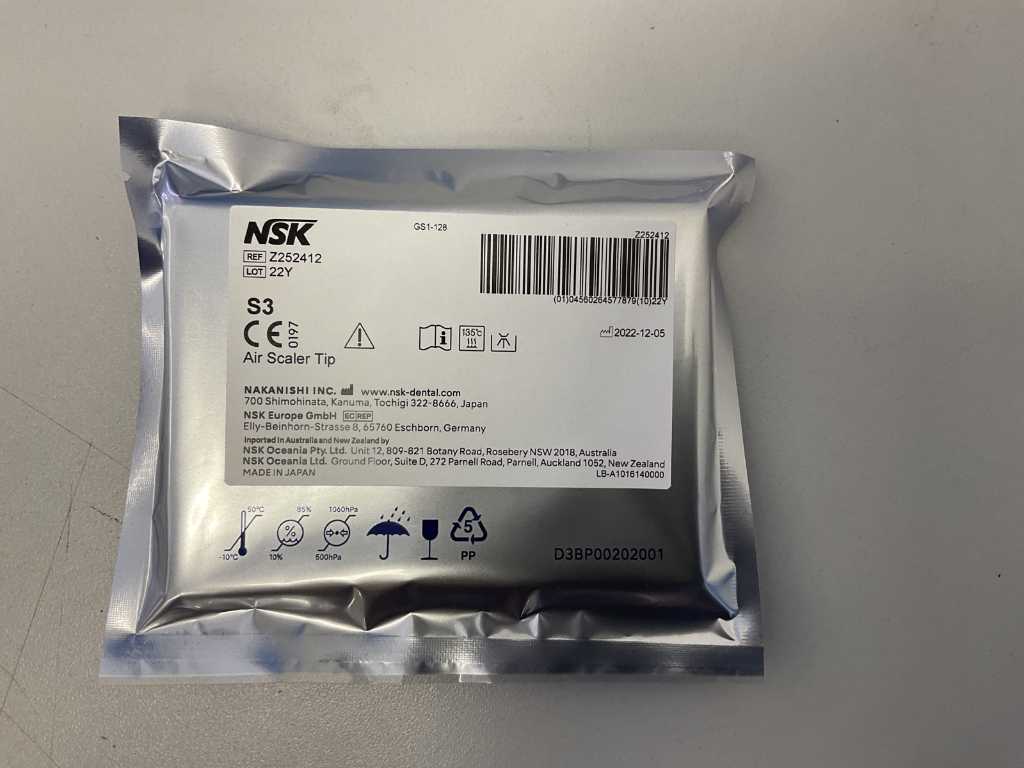 NSK
GS1-128
Z252412
REF Z252412
LOT 22Y
(01)04560264577879(10)22Y
S3
CE 0197
135℃
2022-12-05
Air Scaler Tip
NAKANISHI INC. www.nsk-dental.com
700 Shimohinata, Kanuma, Tochigi 322-8666, Japan
NSK Europe GmbH EC REP
Elly-Beinhorn-Strasse 8, 65760 Eschborn, Germany
Imported in Australia and New Zealand by
NSK Oceania Pty. Ltd. Unit 12, 809-821 Botany Road, Rosebery NSW 2018, Australia
NSK Oceania Ltd. Ground Floor, Suite D, 272 Parnell Road, Parnell, Auckland 1052, New Zealand
MADE IN JAPAN LB-A1016140000
50℃ 85% 1060hPa
% 5
-10℃ 10% 500hPa PP
D3BP00202001